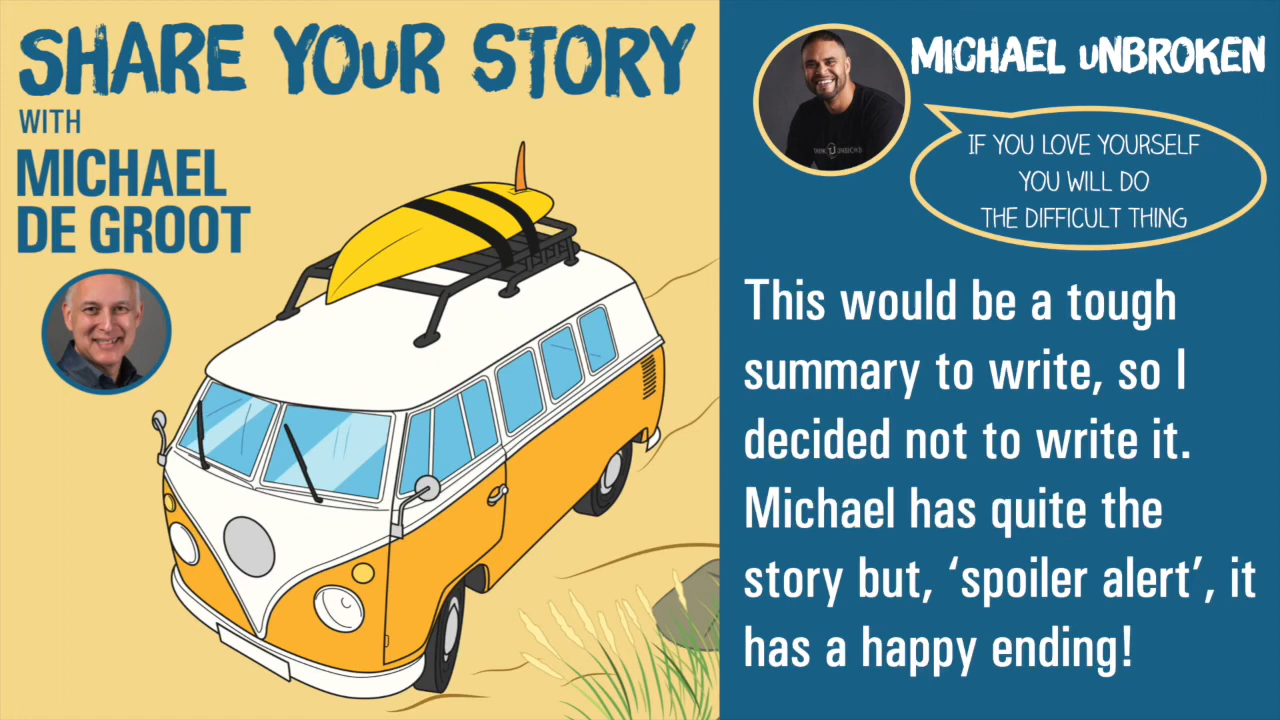 SHARE YOuR STORY
WITH
MICHAEL
DE GROOT
MICHAEL uNBROKEN
IF YOU LOVE YOURSELF
YOU WILL DO
THE DIFFICULT THING
This would be a tough
summary to write, so I
decided not to write it.
Michael has quite the
story but, ‘spoiler alert’, it
has a happy ending!